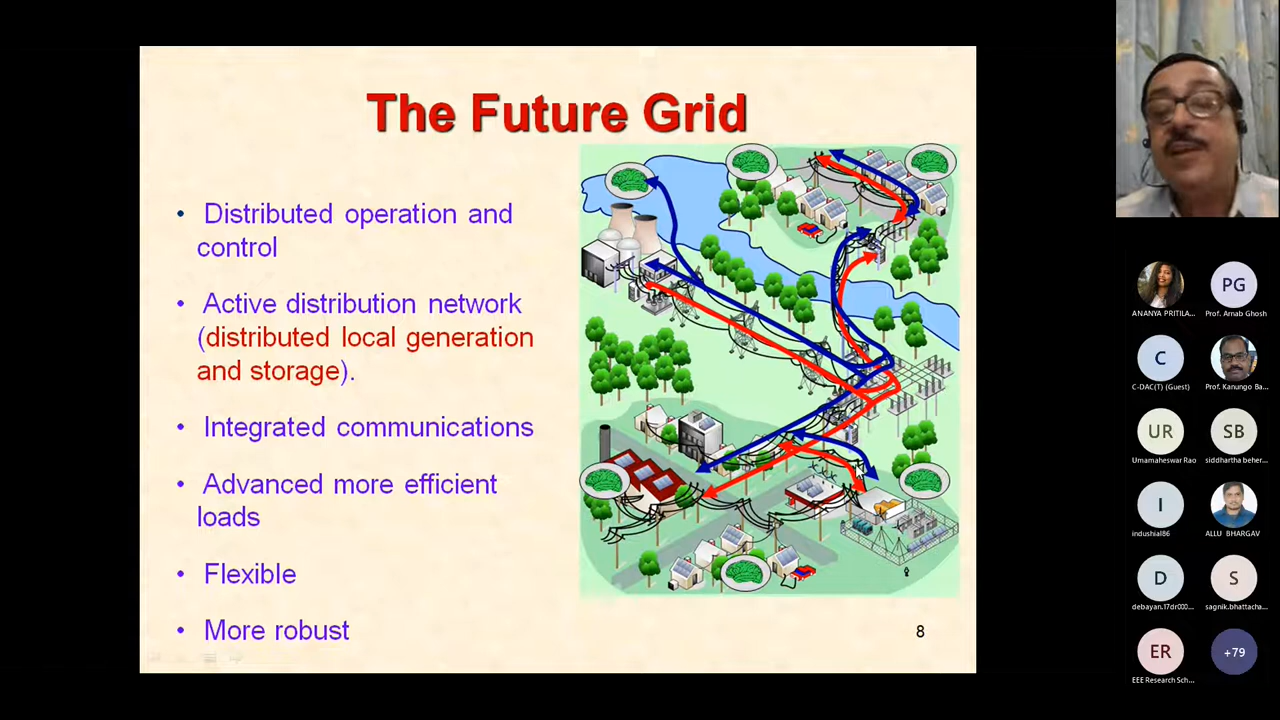 The Future Grid
• Distributed operation and
control
• Active distribution network
(distributed local generation
and storage).
• Integrated communications
• Advanced more efficient
loads
• Flexible
• More robust
8
PG
ANANYA PRITILA...
Prof. Arnab Ghosh
C
C-DAC(T) (Guest)
Prof. Kanungo Ba...
UR
SB
Umamaheswar Rao
siddhartha beher...
I
indushial86
ALLU BHARGAV
D
S
debayan.17dr000...
sagnik.bhattacha...
ER
+79
EEE Research Sch...